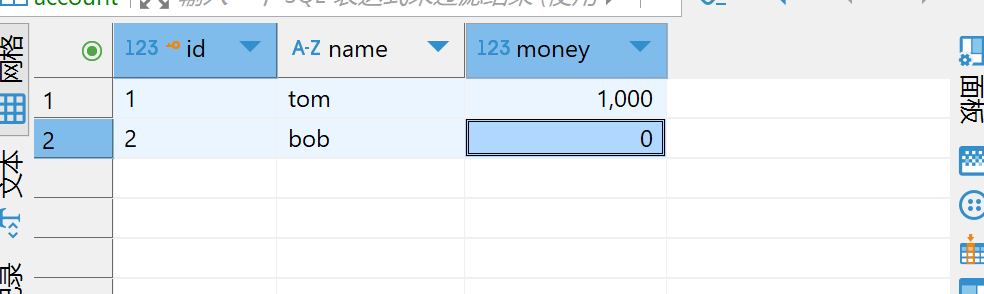 account
123 id
A-Z name
123 money
1 1 tom 1,000
2 2 bob 0
网格
文本
面板